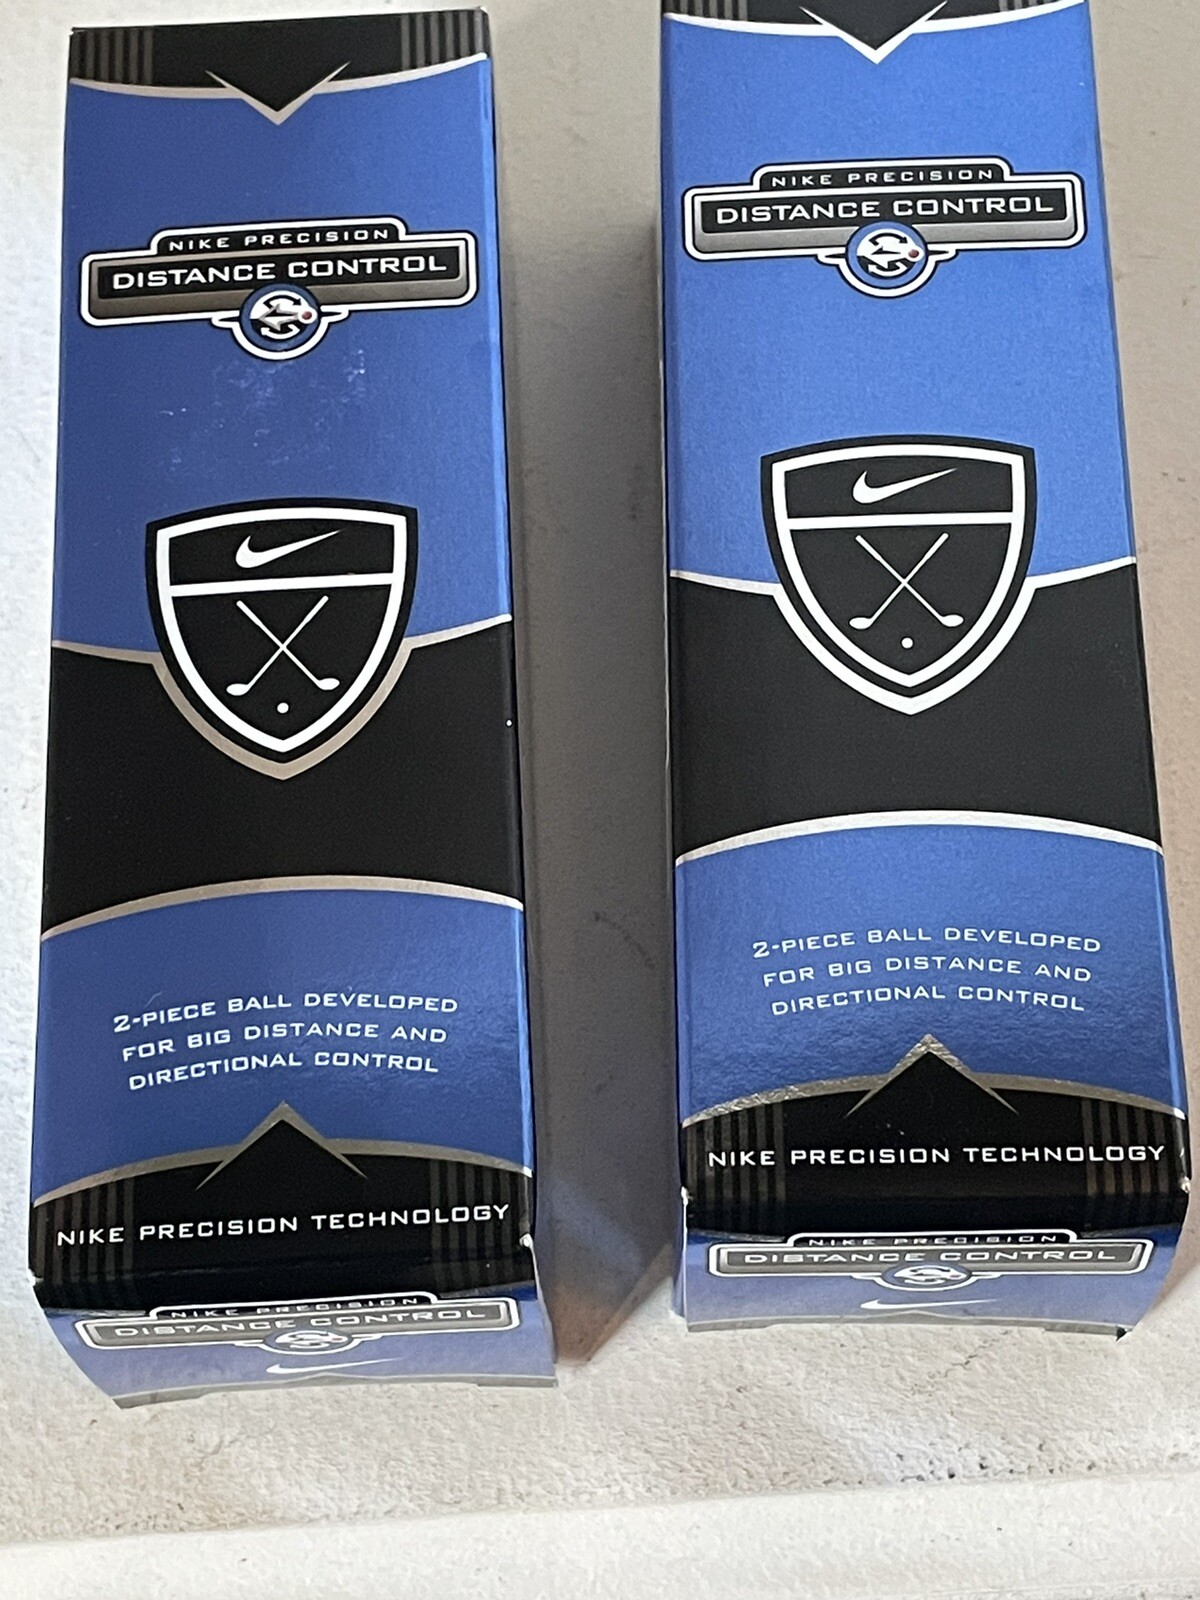 NIKE PRECISION
DISTANCE CONTROL
2-PIECE BALL DEVELOPED
FOR BIG DISTANCE AND
DIRECTIONAL CONTROL
NIKE PRECISION TECHNOLOGY
NIKE PRECISION
DISTANCE CONTROL
NIKE PRECISION
DISTANCE CONTROL
2-PIECE BALL DEVELOPED
FOR BIG DISTANCE AND
DIRECTIONAL CONTROL
NIKE PRECISION TECHNOLOGY
NIKE PRECISION
DISTANCE CONTROL